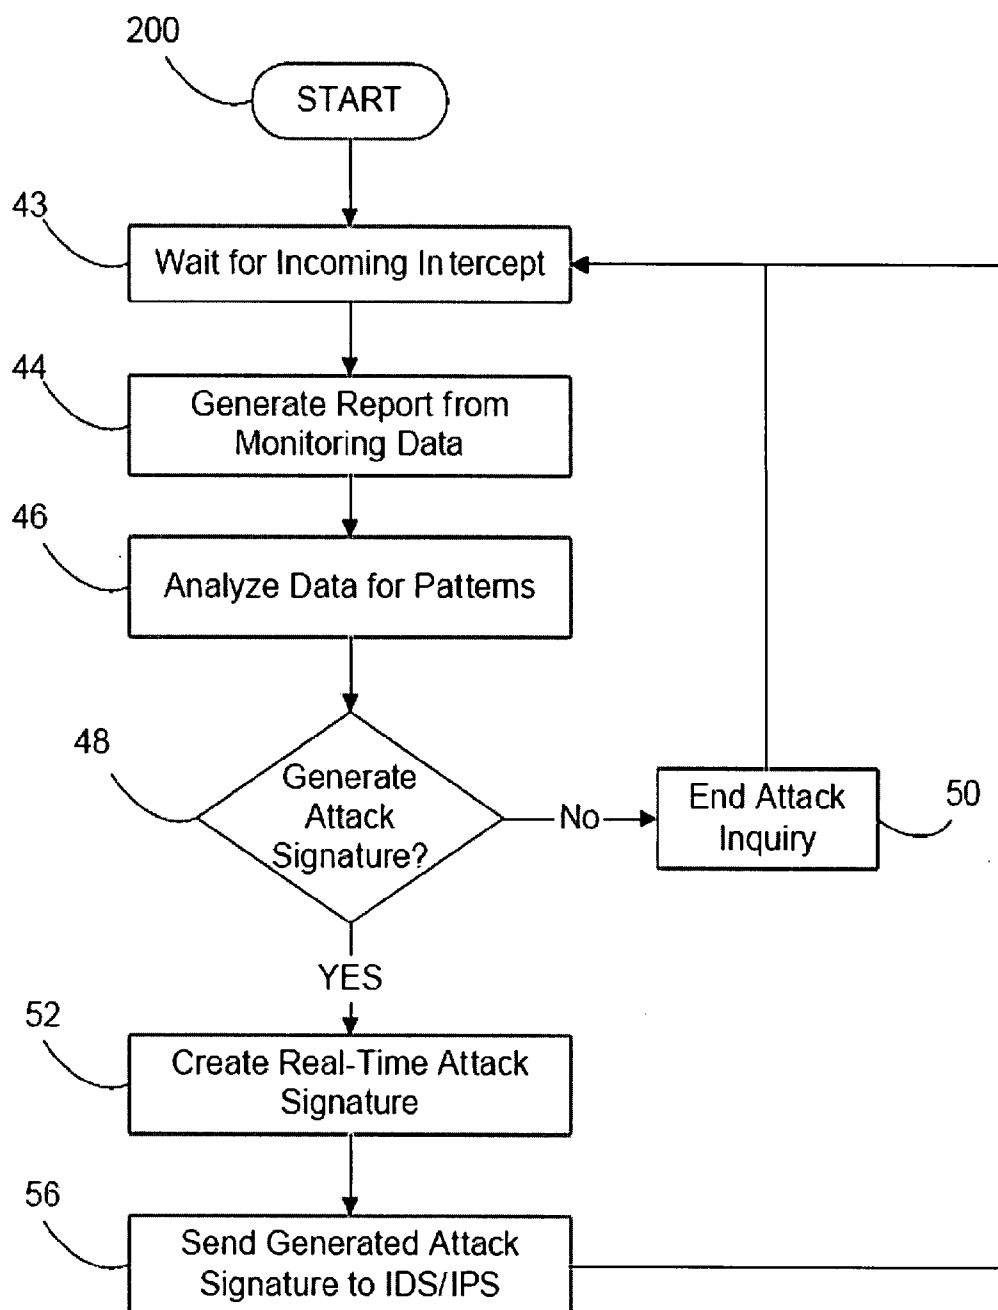 200
START
43
Wait for Incoming Intercept
44
Generate Report from
Monitoring Data
46
Analyze Data for Patterns
48
Generate
Attack
Signature?
No
End Attack
Inquiry
50
YES
52
Create Real-Time Attack
Signature
56
Send Generated Attack
Signature to IDS/IPS